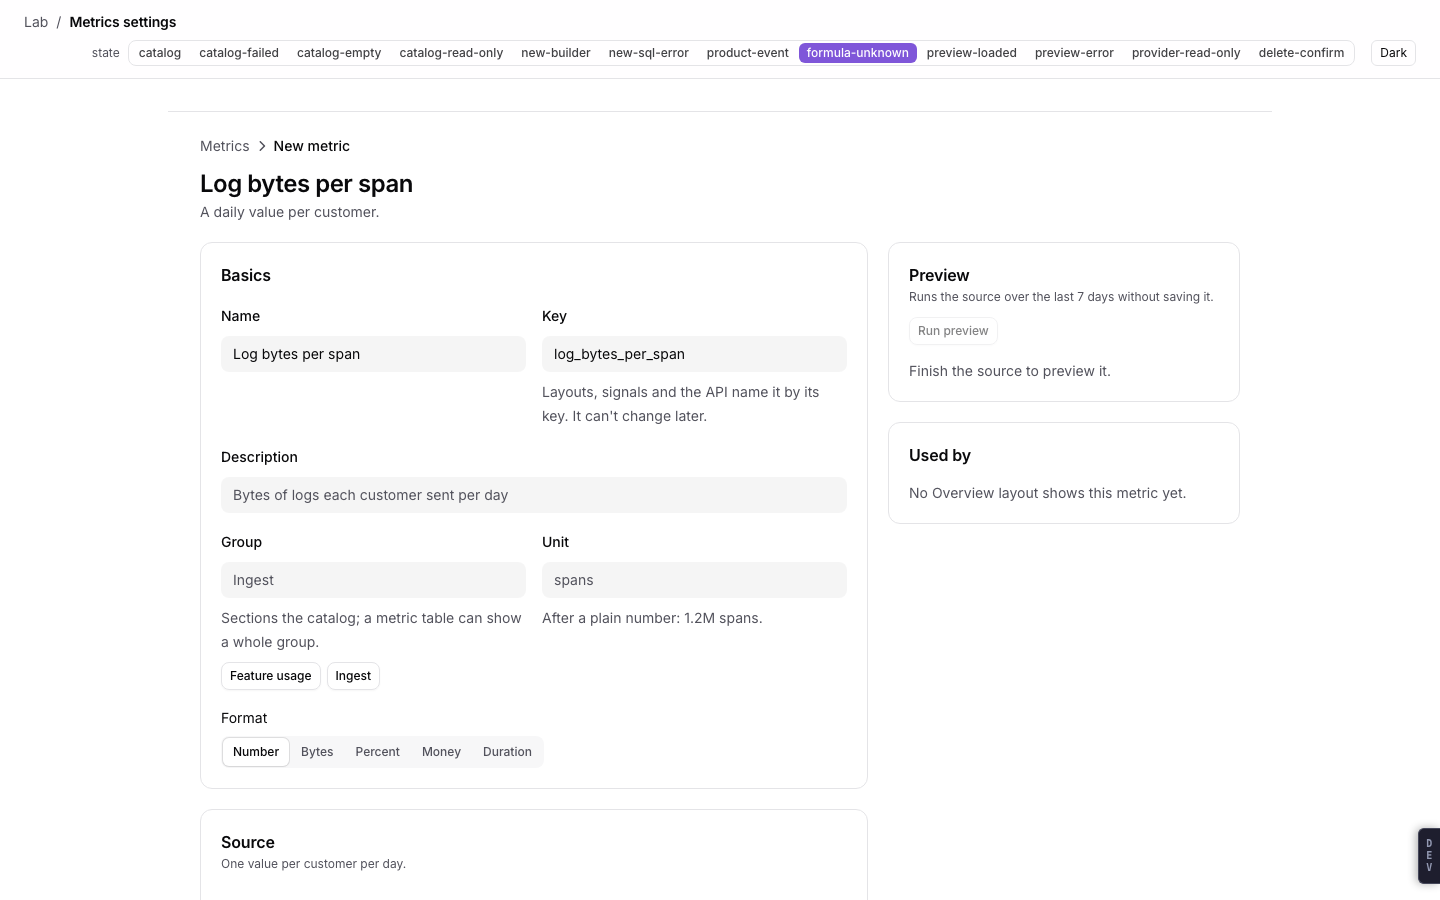 Lab / Metrics settings
state catalog catalog-failed catalog-empty catalog-read-only new-builder new-sql-error product-event formula-unknown preview-loaded preview-error provider-read-only delete-confirm Dark
Metrics > New metric
Log bytes per span
A daily value per customer.
Basics
Name Key
Log bytes per span log_bytes_per_span
Layouts, signals and the API name it by its
key. It can't change later.
Description
Bytes of logs each customer sent per day
Group Unit
Ingest spans
Sections the catalog; a metric table can show
a whole group.
After a plain number: 1.2M spans.
Feature usage Ingest
Format
Number Bytes Percent Money Duration
Source
One value per customer per day.
Preview
Runs the source over the last 7 days without saving it.
Run preview
Finish the source to preview it.
Used by
No Overview layout shows this metric yet.
DEV